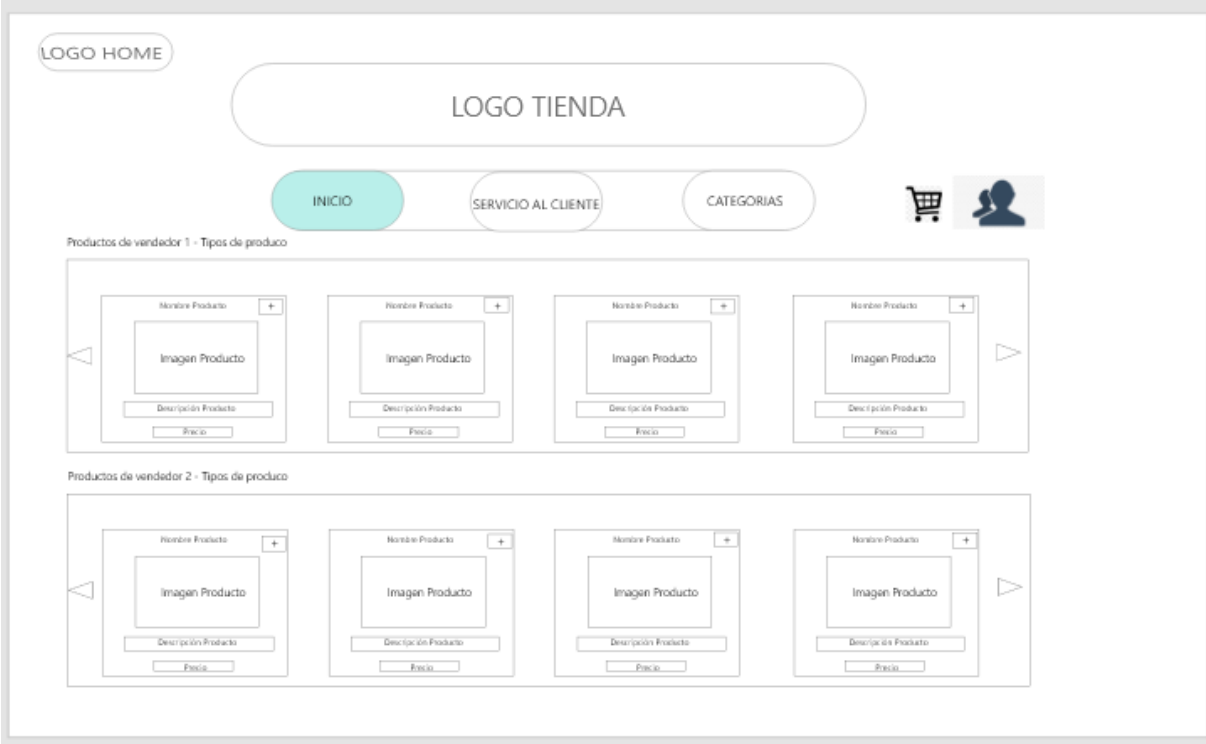 LOGO HOME
LOGO TIENDA
INICIO
SERVICIO AL CLIENTE
CATEGORIAS
Productos de vendedor 1 - Tipos de produco
Nombre Producto +
Imagen Producto
Descripción Producto
Precio
Nombre Producto +
Imagen Producto
Descripción Producto
Precio
Nombre Producto +
Imagen Producto
Descripción Producto
Precio
Nombre Producto +
Imagen Producto
Descripción Producto
Precio
Productos de vendedor 2 - Tipos de produco
Nombre Producto +
Imagen Producto
Descripción Producto
Precio
Nombre Producto +
Imagen Producto
Descripción Producto
Precio
Nombre Producto +
Imagen Producto
Descripción Producto
Precio
Nombre Producto +
Imagen Producto
Descripción Producto
Precio